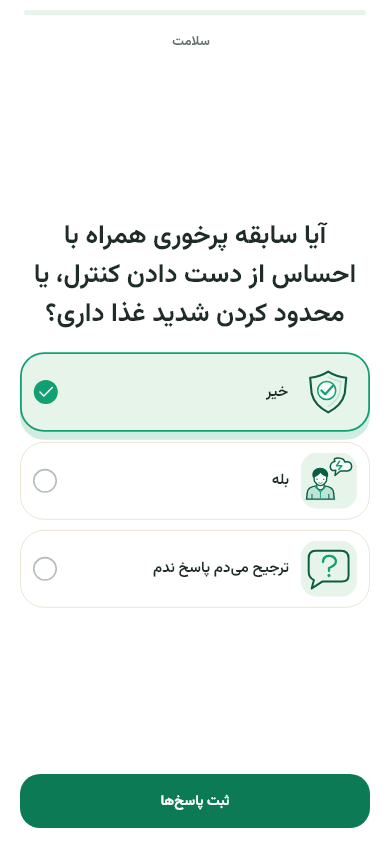 سلامت
آیا سابقه پرخوری همراه با
احساس از دست دادن کنترل، یا
محدود کردن شدید غذا داری؟
خیر
بله
ترجیح می‌دم پاسخ ندم
ثبت پاسخ‌ها